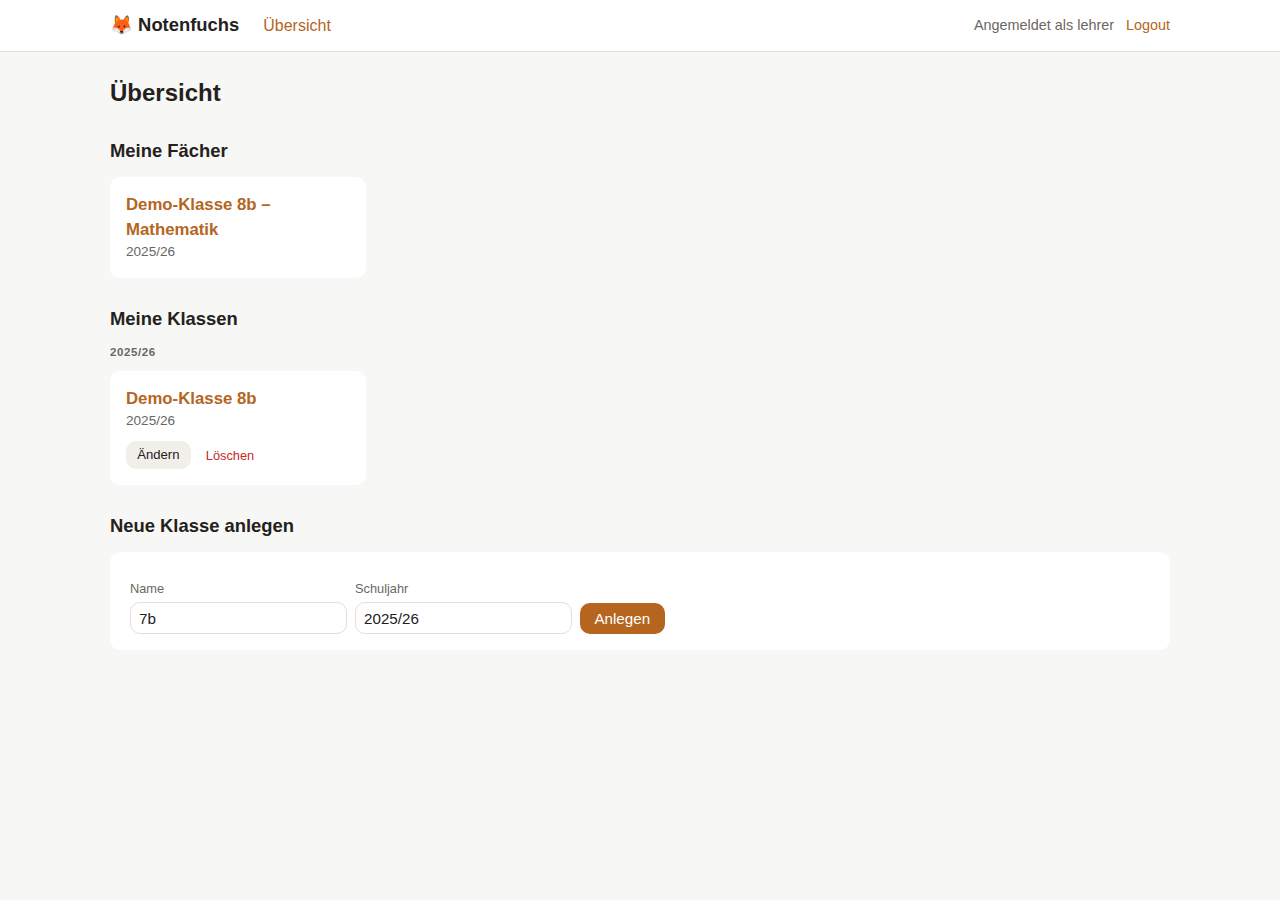 🦊 Notenfuchs Übersicht Angemeldet als lehrer Logout
Übersicht
Meine Fächer
Demo-Klasse 8b –
Mathematik
2025/26
Meine Klassen
2025/26
Demo-Klasse 8b
2025/26
Ändern Löschen
Neue Klasse anlegen
Name Schuljahr
7b 2025/26 Anlegen